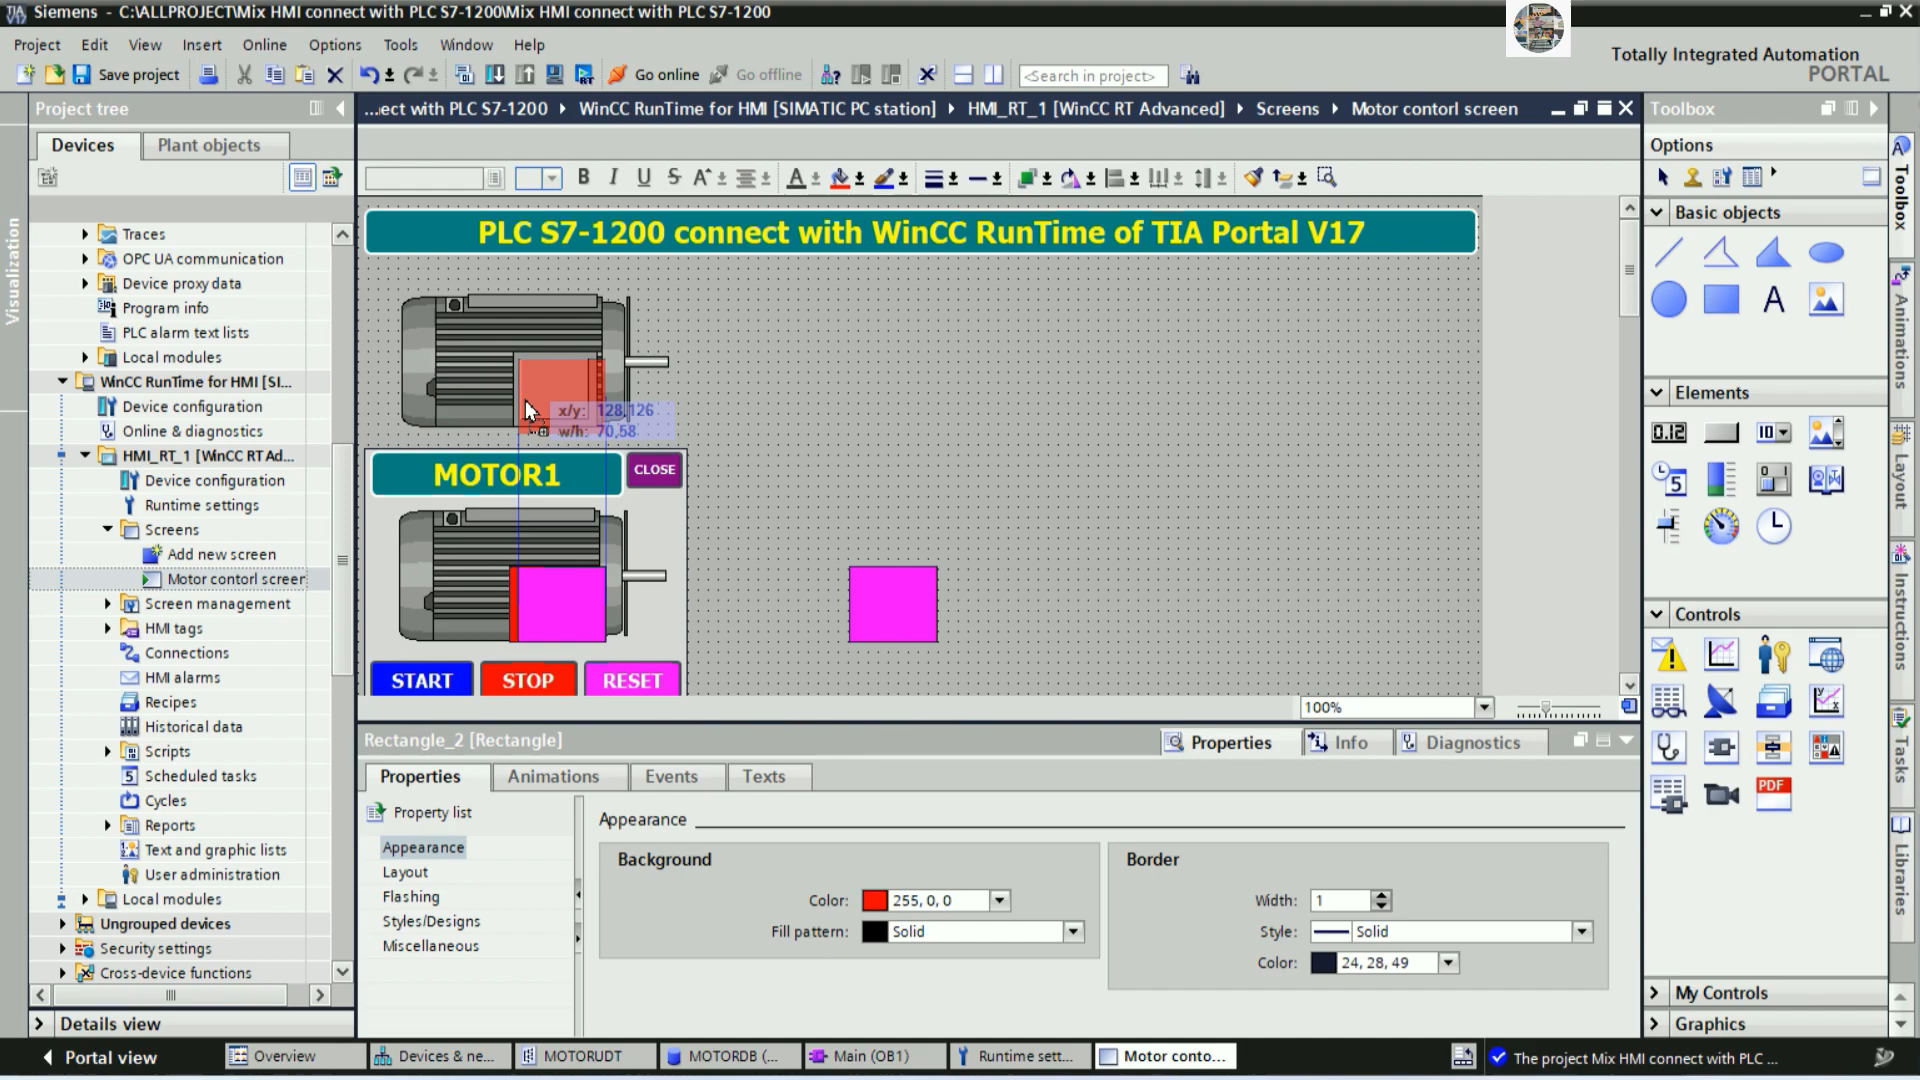 Siemens - C:\ALLPROJECT\Mix HMI connect with PLC S7-1200\Mix HMI connect with PLC S7-1200
Project Edit View Insert Online Options Tools Window Help
Totally Integrated Automation
PORTAL
Save project
Go online
Go offline
<Search in project>
Project tree
...ect with PLC S7-1200 WinCC RunTime for HMI [SIMATIC PC station] HMI_RT_1 [WinCC RT Advanced] Screens Motor contorl screen
Toolbox
Devices
Plant objects
Options
B I U S A A
Visualization
Traces
OPC UA communication
Device proxy data
Program info
PLC alarm text lists
Local modules
WinCC RunTime for HMI [SI...
Device configuration
Online & diagnostics
HMI_RT_1 [WinCC RT Ad...
Device configuration
Runtime settings
Screens
Add new screen
Motor contorl screer
Screen management
HMI tags
Connections
HMI alarms
Recipes
Historical data
Scripts
Scheduled tasks
Cycles
Reports
Text and graphic lists
User administration
Local modules
Ungrouped devices
Security settings
Cross-device functions
Details view
PLC S7-1200 connect with WinCC RunTime of TIA Portal V17
x/y: 128,126
w/h: 70,58
MOTOR1
CLOSE
START STOP RESET
100%
Rectangle_2 [Rectangle]
Properties
Info
Diagnostics
Properties
Animations
Events
Texts
Property list
Appearance
Layout
Flashing
Styles/Designs
Miscellaneous
Appearance
Background
Color: 255, 0, 0
Fill pattern: Solid
Border
Width: 1
Style: Solid
Color: 24, 28, 49
Basic objects
A
Elements
0.12
10
5
0 1
Controls
PDF
My Controls
Graphics
Toolbox
Animations
Layout
Instructions
Tasks
Libraries
Portal view
Overview
Devices & ne...
MOTORUDT
MOTORDB (...
Main (OB1)
Runtime sett...
Motor conto...
The project Mix HMI connect with PLC ...